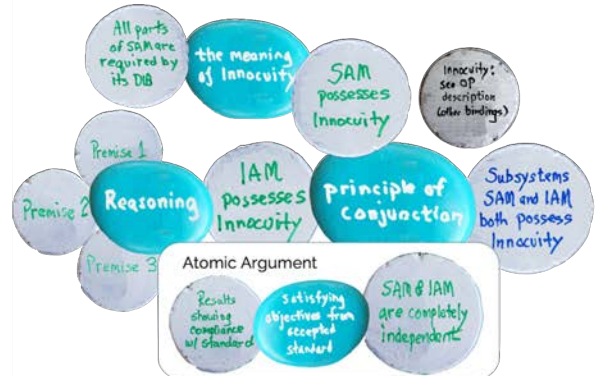 All parts
of SAM are
required by
its DIB
the meaning
of Innocuity
SAM
possesses
Innocuity
Innocuity:
see OP
description
(other bindings)
Premise 1
Premise 2
Premise 3
Reasoning
IAM
possesses
Innocuity
principle of
conjunction
Subsystems
SAM and IAM
both possess
Innocuity
Atomic Argument
Results
showing
compliance
w/ standard
Satisfying
objectives from
accepted
standard
SAM & IAM
are completely
independent